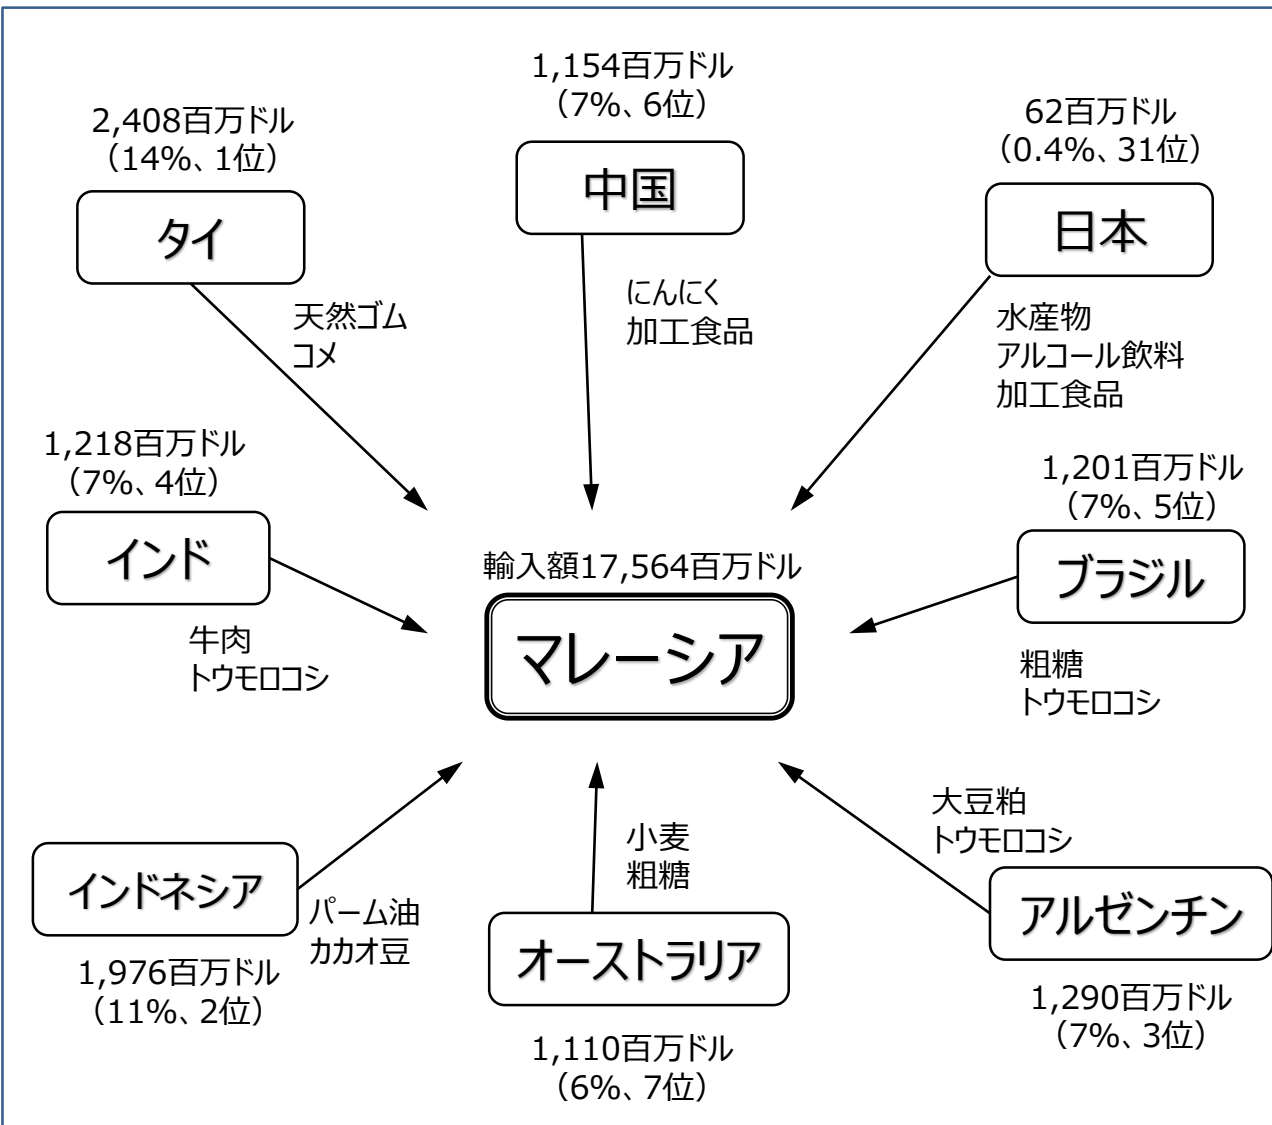 2,408百万ドル
（14%、1位）
タイ
天然ゴム
コメ
1,154百万ドル
（7%、6位）
中国
にんにく
加工食品
62百万ドル
（0.4%、31位）
日本
水産物
アルコール飲料
加工食品
1,218百万ドル
（7%、4位）
インド
牛肉
トウモロコシ
輸入額17,564百万ドル
マレーシア
1,201百万ドル
（7%、5位）
ブラジル
粗糖
トウモロコシ
インドネシア
パーム油
カカオ豆
1,976百万ドル
（11%、2位）
小麦
粗糖
オーストラリア
1,110百万ドル
（6%、7位）
大豆粕
トウモロコシ
アルゼンチン
1,290百万ドル
（7%、3位）